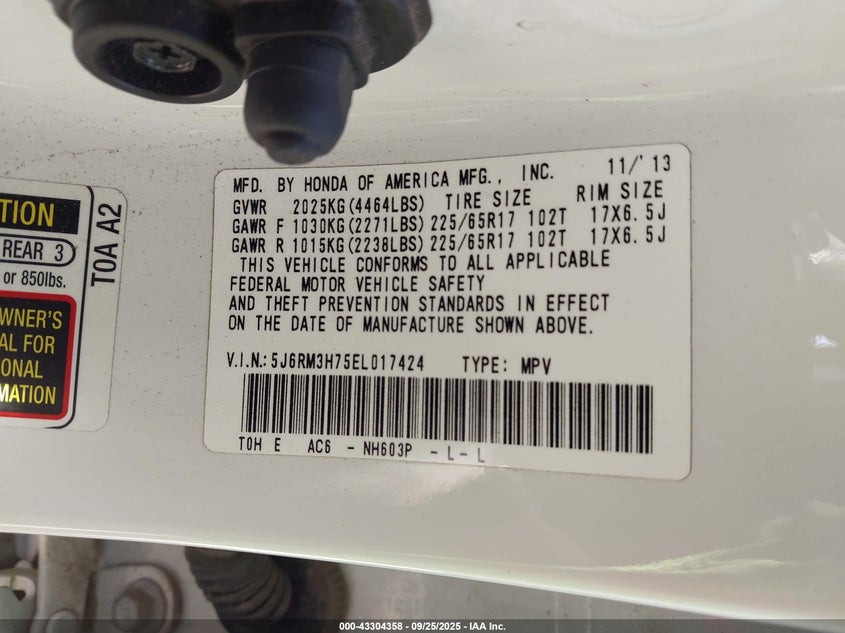 TION
REAR 3
or 850lbs.
WNER'S
AL FOR
ONAL
MATION
TOA A2
MFD. BY HONDA OF AMERICA MFG., INC. 11/'13
GVWR 2025KG(4464LBS) TIRE SIZE RIM SIZE
GAWR F 1030KG(2271LBS) 225/65R17 102T 17X6.5J
GAWR R 1015KG(2238LBS) 225/65R17 102T 17X6.5J
THIS VEHICLE CONFORMS TO ALL APPLICABLE
FEDERAL MOTOR VEHICLE SAFETY
AND THEFT PREVENTION STANDARDS IN EFFECT
ON THE DATE OF MANUFACTURE SHOWN ABOVE.
V.I.N.:5J6RM3H75EL017424 TYPE: MPV
TOH E AC6 - NH603P - L - L
000-43304358 - 09/25/2025 - IAA Inc.